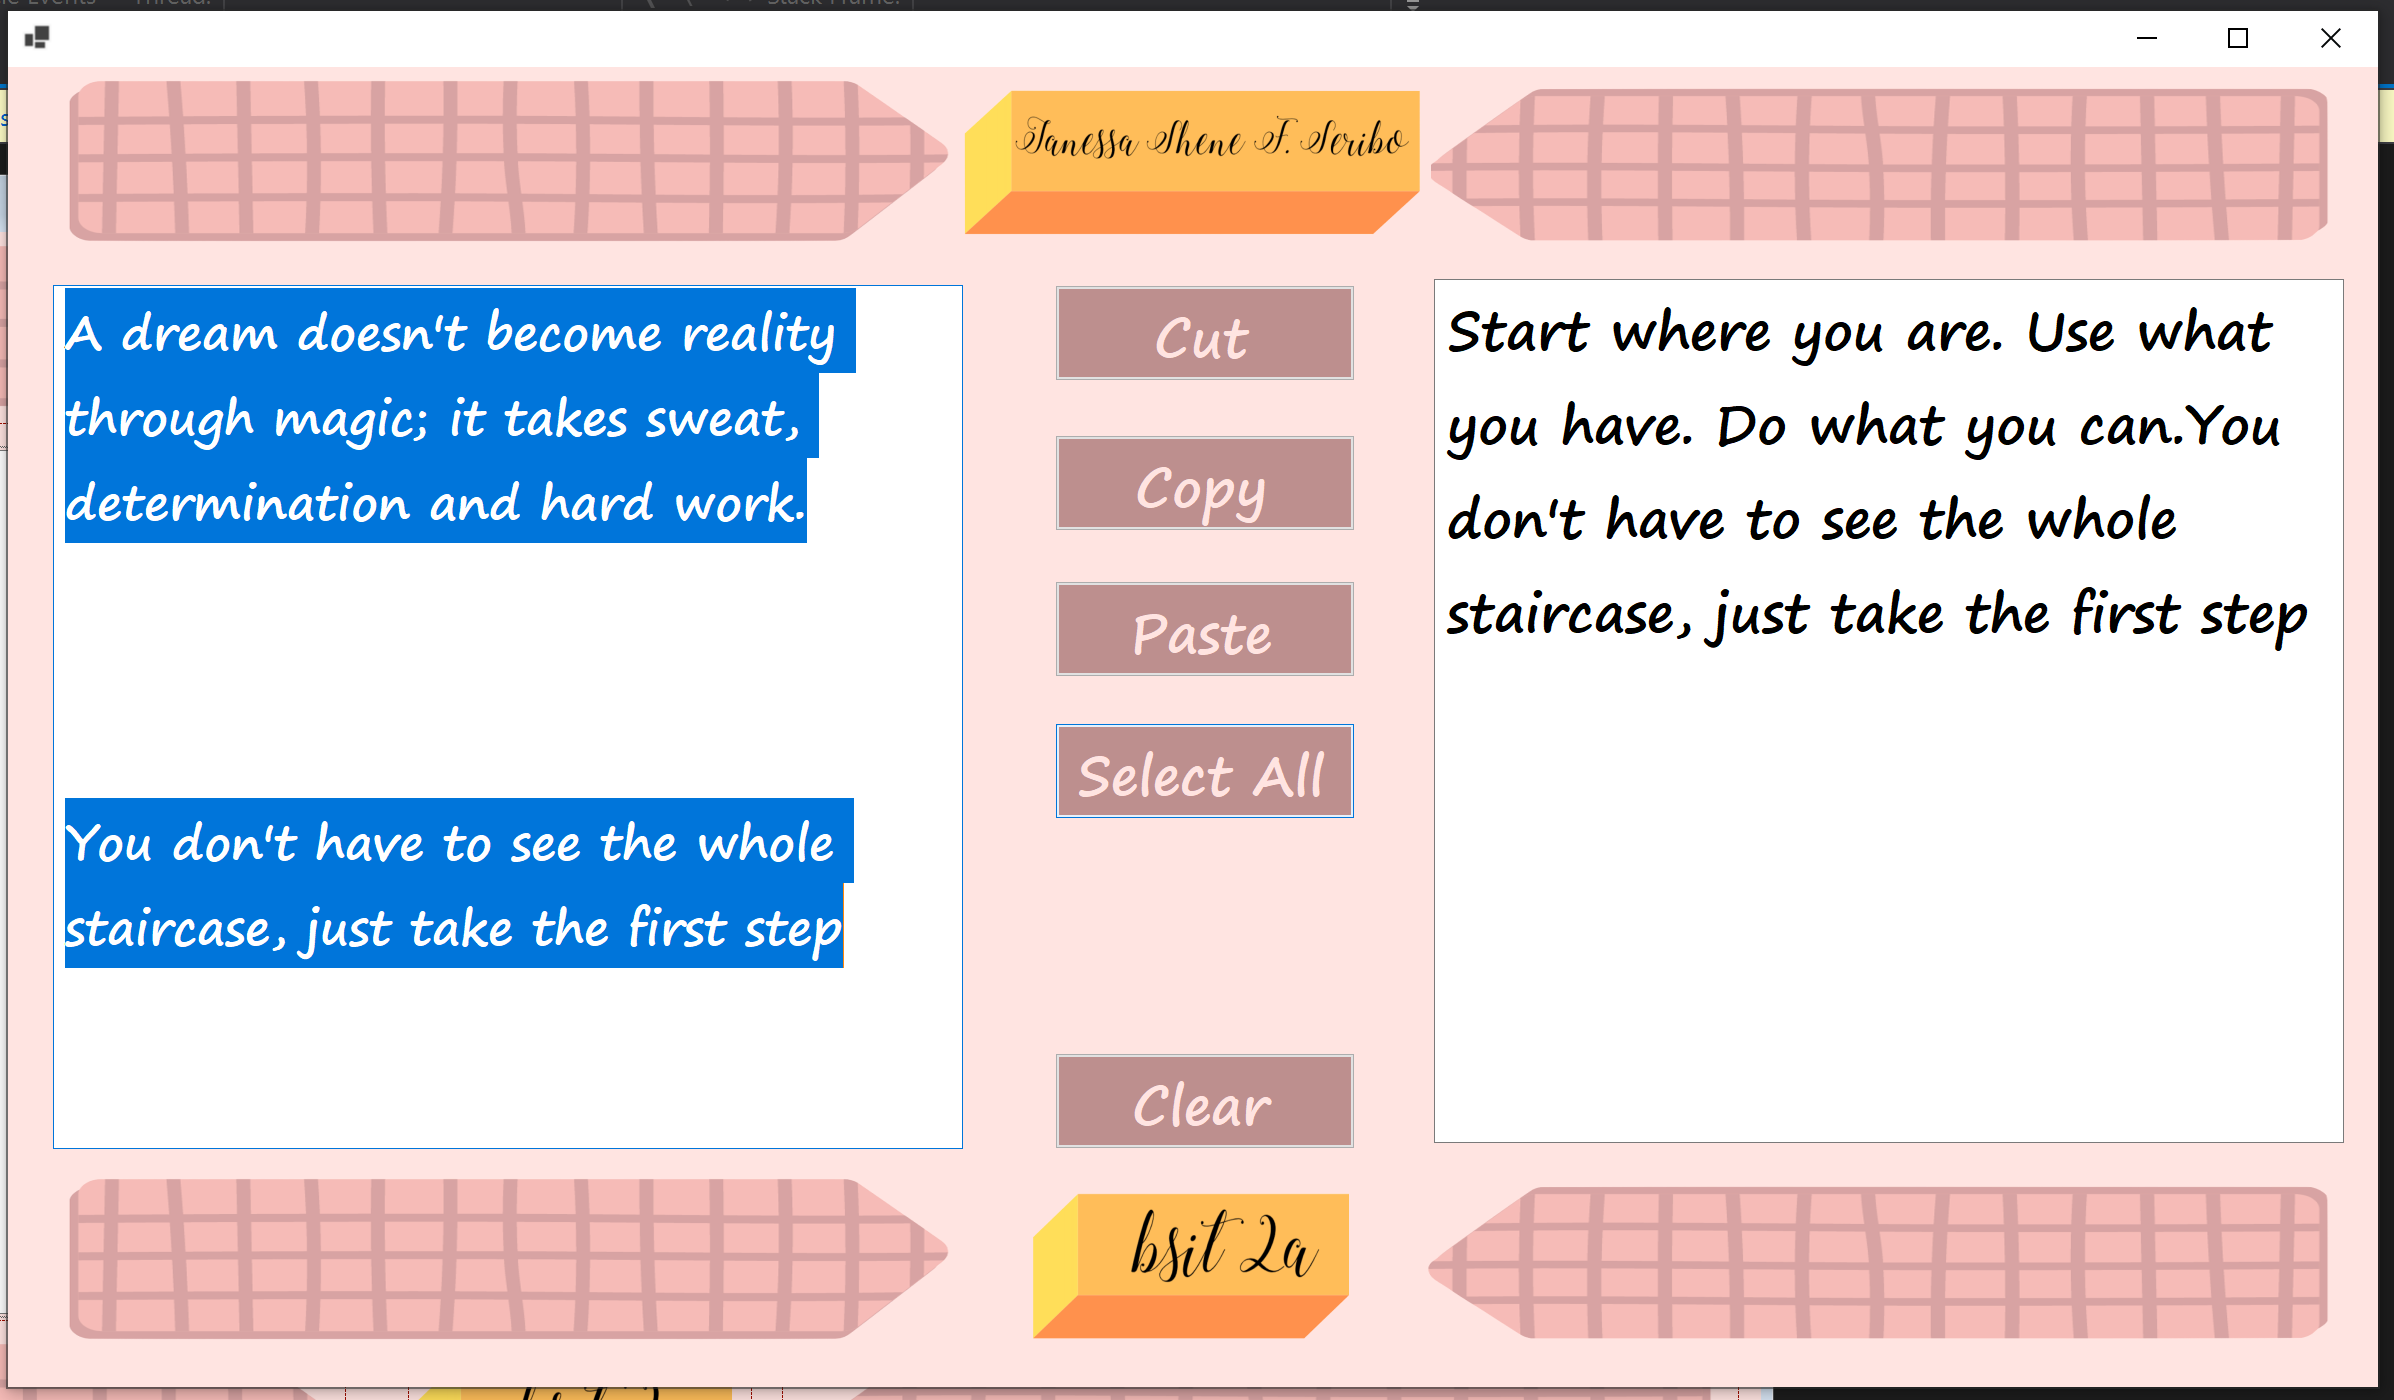 Janessa Shene F. Seribo
A dream doesn't become reality
through magic; it takes sweat,
determination and hard work.
You don't have to see the whole
staircase, just take the first step
Cut
Copy
Paste
Select All
Clear
Start where you are. Use what
you have. Do what you can.You
don't have to see the whole
staircase, just take the first step
bsit 2a